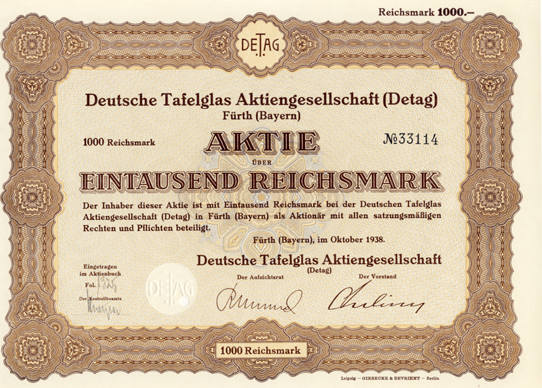 Reichsmark 1000.—
DETAG
Deutsche Tafelglas Aktiengesellschaft (Detag)
Fürth (Bayern)
1000 Reichsmark
AKTIE
№33114
ÜBER
EINTAUSEND REICHSMARK
Der Inhaber dieser Aktie ist mit Eintausend Reichsmark bei der Deutschen Tafelglas
Aktiengesellschaft (Detag) in Fürth (Bayern) als Aktionär mit allen satzungsmäßigen
Rechten und Pflichten beteiligt.
Fürth (Bayern), im Oktober 1938.
Deutsche Tafelglas Aktiengesellschaft
(Detag)
Eingetragen
im Aktienbuch
Fol.
Der Kontrollbeamte
DETAG
Der Aufsichtsrat
Der Vorstand
1000 Reichsmark
Leipzig – GIESECKE & DEVRIENT – Berlin